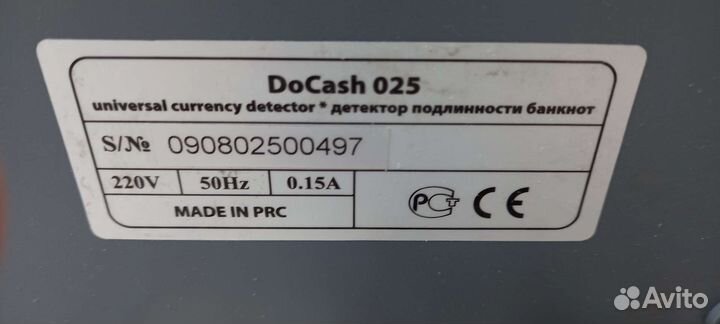 DoCash 025
universal currency detector * детектор подлинности банкнот
S/№ 090802500497
220V 50Hz 0.15A
MADE IN PRC
РСТ CE
Avito